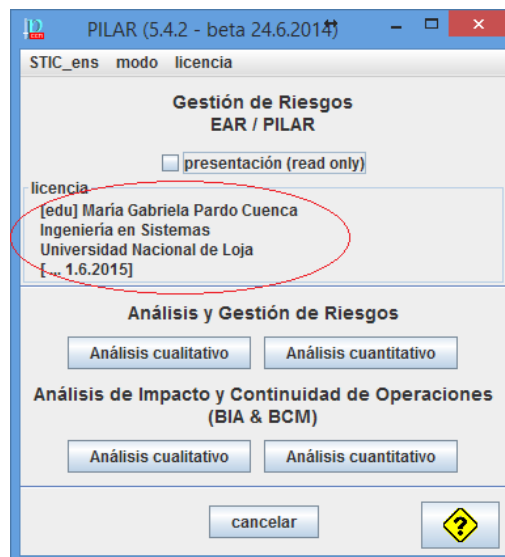 PILAR (5.4.2 - beta 24.6.2014)
STIC_ens modo licencia
Gestión de Riesgos
EAR / PILAR
presentación (read only)
licencia
[edu] María Gabriela Pardo Cuenca
Ingeniería en Sistemas
Universidad Nacional de Loja
[ ... 1.6.2015]
Análisis y Gestión de Riesgos
Análisis cualitativo Análisis cuantitativo
Análisis de Impacto y Continuidad de Operaciones
(BIA & BCM)
Análisis cualitativo Análisis cuantitativo
cancelar ?